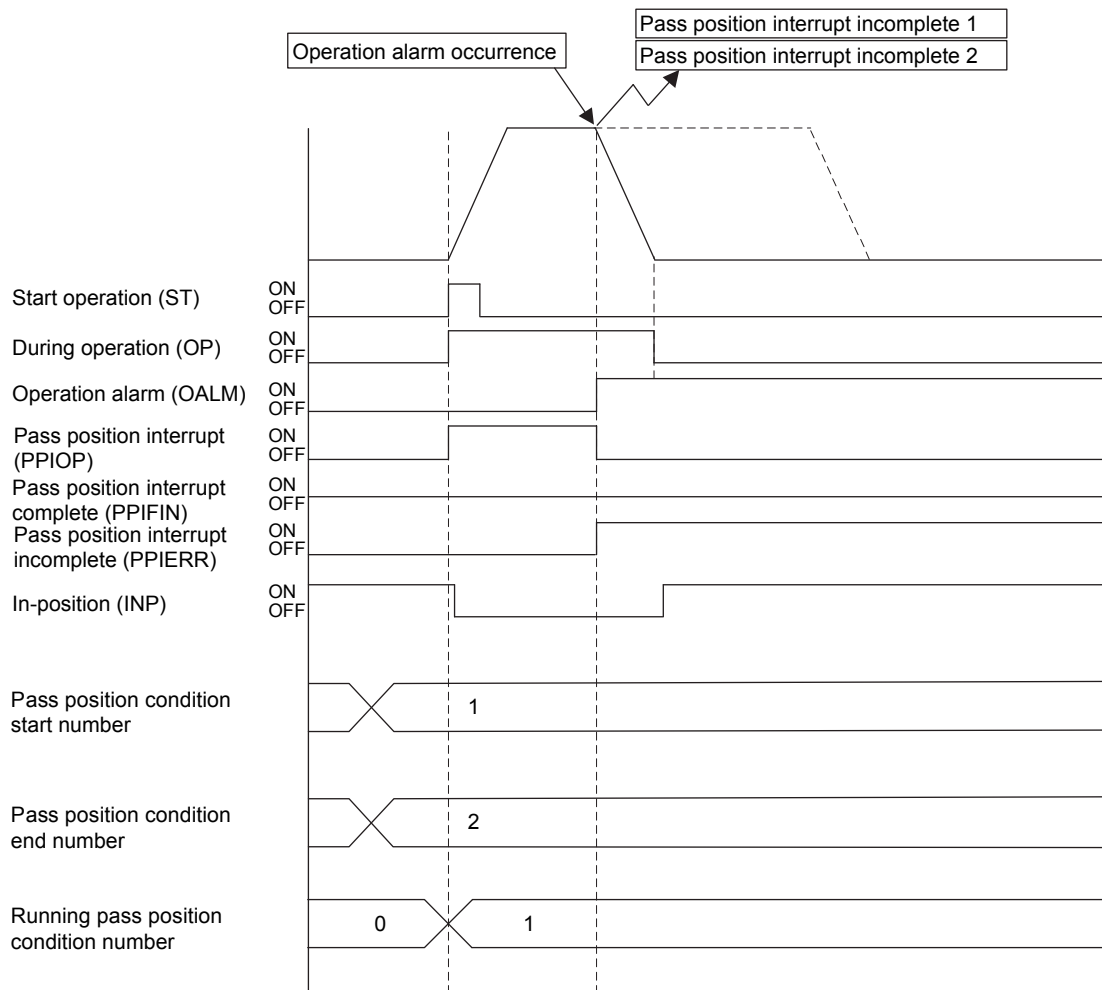 Pass position interrupt incomplete 1
Operation alarm occurrence
Pass position interrupt incomplete 2
Start operation (ST)
ON
OFF
During operation (OP)
ON
OFF
Operation alarm (OALM)
ON
OFF
Pass position interrupt
(PPIOP)
ON
OFF
Pass position interrupt
complete (PPIFIN)
ON
OFF
Pass position interrupt
incomplete (PPIERR)
ON
OFF
In-position (INP)
ON
OFF
Pass position condition
start number
1
Pass position condition
end number
2
Running pass position
condition number
0
1